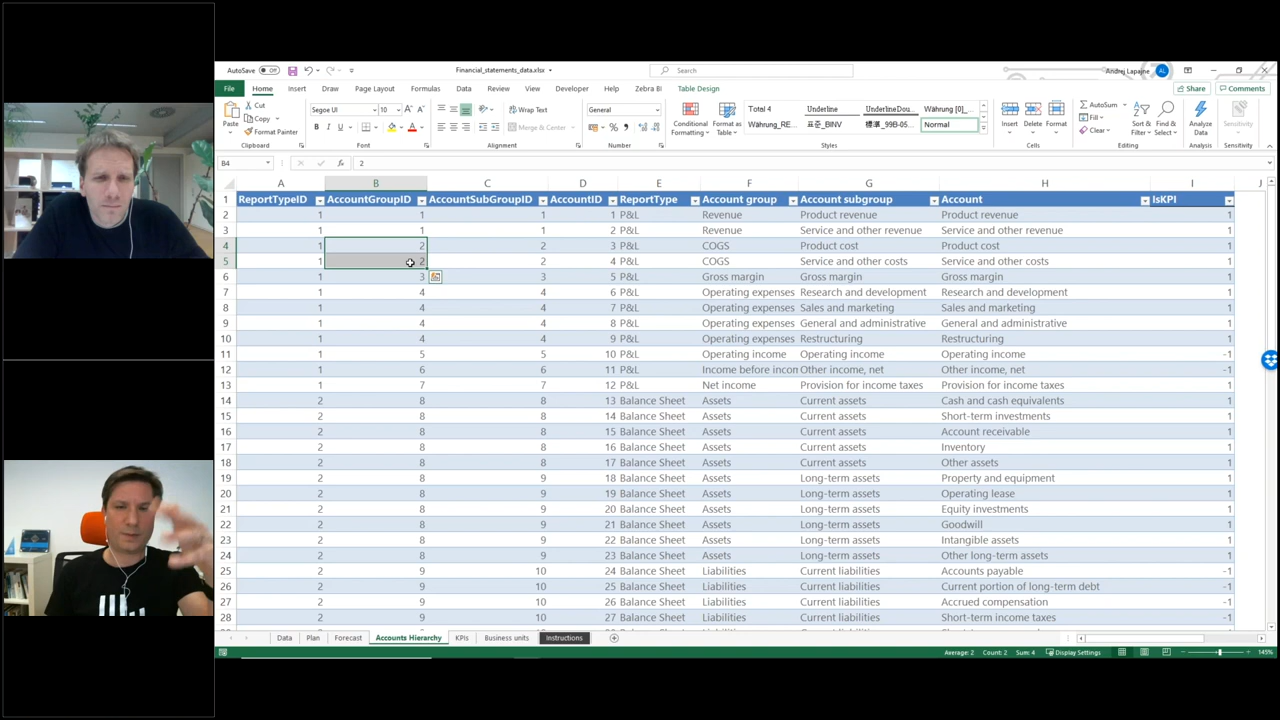 AutoSave Off Financial_statements_data.xlsx Search Andrej Lapajne AL
File Home Insert Draw Page Layout Formulas Data Review View Developer Help Zebra BI Table Design Share Comments
Paste Cut Copy Format Painter Clipboard
Segoe UI 10 B I U Font
Wrap Text Merge & Center Alignment
General Number
Conditional Formatting Format as Table
Total 4 Underline UnderlineDou... Währung [0]_
Währung_RE... 표준_BINV 標準_99B-05... Normal
Styles
Insert Delete Format Cells
AutoSum Fill Clear Sort & Filter Find & Select Editing
Analyze Data Analysis
Sensitivity Sensitivity
B4 fx 2
A B C D E F G H I J
1 ReportTypeID AccountGroupID AccountSubGroupID AccountID ReportType Account group Account subgroup Account IsKPI
2 1 1 1 1 P&L Revenue Product revenue Product revenue 1
3 1 1 1 2 P&L Revenue Service and other revenue Service and other revenue 1
4 1 2 2 3 P&L COGS Product cost Product cost 1
5 1 2 2 4 P&L COGS Service and other costs Service and other costs 1
6 1 3 3 5 P&L Gross margin Gross margin Gross margin 1
7 1 4 4 6 P&L Operating expenses Research and development Research and development 1
8 1 4 4 7 P&L Operating expenses Sales and marketing Sales and marketing 1
9 1 4 4 8 P&L Operating expenses General and administrative General and administrative 1
10 1 4 4 9 P&L Operating expenses Restructuring Restructuring 1
11 1 5 5 10 P&L Operating income Operating income Operating income -1
12 1 6 6 11 P&L Income before incon Other income, net Other income, net -1
13 1 7 7 12 P&L Net income Provision for income taxes Provision for income taxes 1
14 2 8 8 13 Balance Sheet Assets Current assets Cash and cash equivalents 1
15 2 8 8 14 Balance Sheet Assets Current assets Short-term investments 1
16 2 8 8 15 Balance Sheet Assets Current assets Account receivable 1
17 2 8 8 16 Balance Sheet Assets Current assets Inventory 1
18 2 8 8 17 Balance Sheet Assets Current assets Other assets 1
19 2 8 9 18 Balance Sheet Assets Long-term assets Property and equipment 1
20 2 8 9 19 Balance Sheet Assets Long-term assets Operating lease 1
21 2 8 9 20 Balance Sheet Assets Long-term assets Equity investments 1
22 2 8 9 21 Balance Sheet Assets Long-term assets Goodwill 1
23 2 8 9 22 Balance Sheet Assets Long-term assets Intangible assets 1
24 2 8 9 23 Balance Sheet Assets Long-term assets Other long-term assets 1
25 2 9 10 24 Balance Sheet Liabilities Current liabilities Accounts payable -1
26 2 9 10 25 Balance Sheet Liabilities Current liabilities Current portion of long-term debt -1
27 2 9 10 26 Balance Sheet Liabilities Current liabilities Accrued compensation -1
28 2 9 10 27 Balance Sheet Liabilities Current liabilities Short-term income taxes -1
Data Plan Forecast Accounts Hierarchy KPIs Business units Instructions
Average: 2 Count: 2 Sum: 4 Display Settings 145%